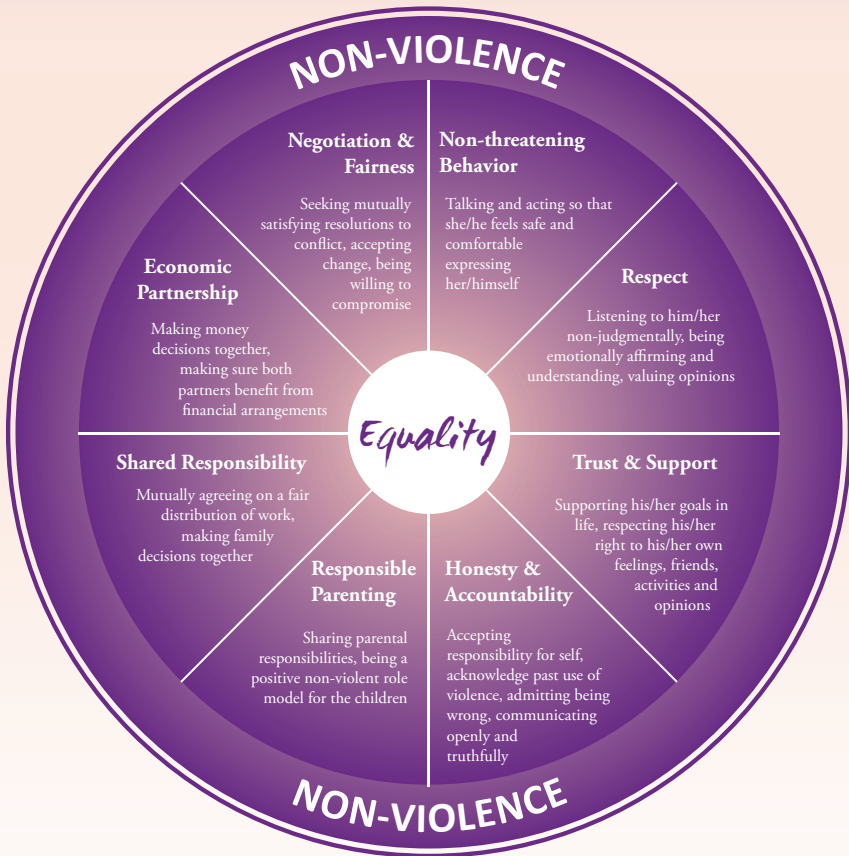 NON-VIOLENCE
Negotiation &
Fairness
Seeking mutually
satisfying resolutions to
conflict, accepting
change, being
willing to
compromise
Non-threatening
Behavior
Talking and acting so that
she/he feels safe and
comfortable
expressing
her/himself
Respect
Listening to him/her
non-judgmentally, being
emotionally affirming and
understanding, valuing opinions
Trust & Support
Supporting his/her goals in
life, respecting his/her
right to his/her own
feelings, friends,
activities and
opinions
Honesty &
Accountability
Accepting
responsibility for self,
acknowledge past use of
violence, admitting being
wrong, communicating
openly and
truthfully
Responsible
Parenting
Sharing parental
responsibilities, being a
positive non-violent role
model for the children
Shared Responsibility
Mutually agreeing on a fair
distribution of work,
making family
decisions together
Economic
Partnership
Making money
decisions together,
making sure both
partners benefit from
financial arrangements
Equality
NON-VIOLENCE